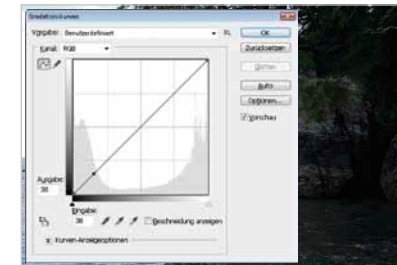 Gradationskurven
Vorgabe: Benutzerdefiniert
OK
Kanal: RGB
Zurücksetzen
Glätten
Auto
Optionen...
Vorschau
Ausgabe:
38
Eingabe:
38
Beschneidung anzeigen
Kurven-Anzeigeoptionen